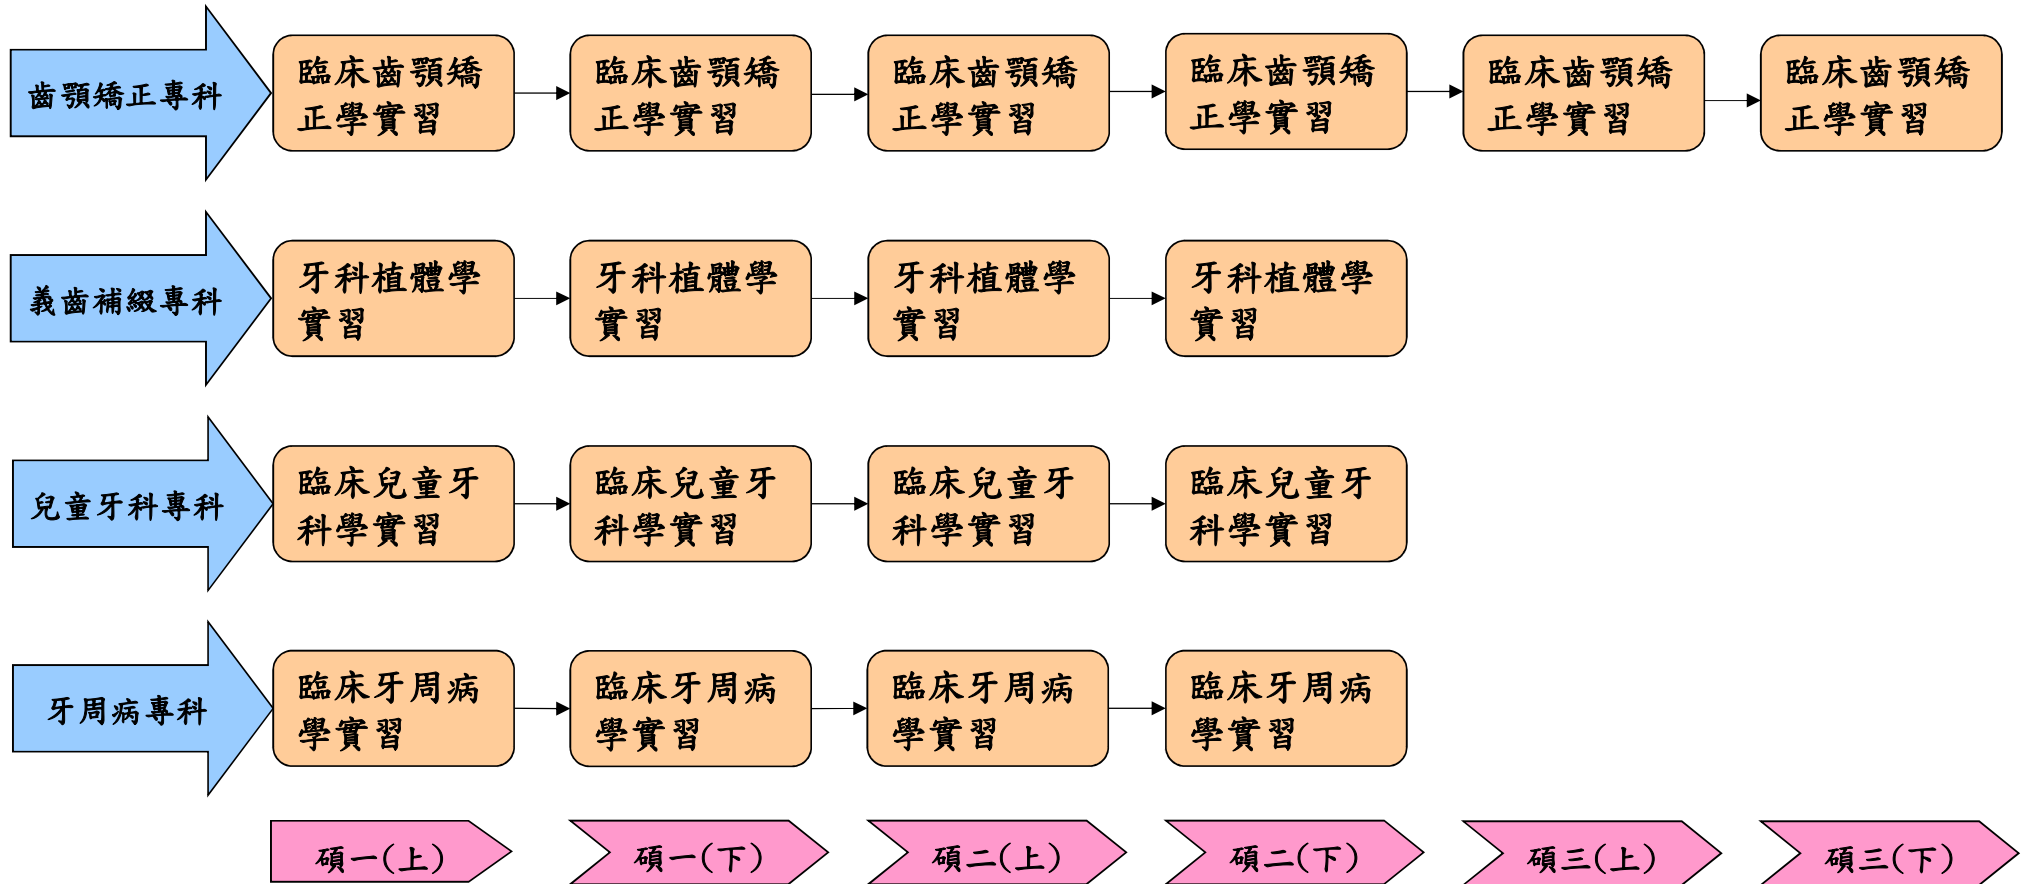 齒顎矯正專科
臨床齒顎矯
正學實習
臨床齒顎矯
正學實習
臨床齒顎矯
正學實習
臨床齒顎矯
正學實習
臨床齒顎矯
正學實習
臨床齒顎矯
正學實習
義齒補綴專科
牙科植體學
實習
牙科植體學
實習
牙科植體學
實習
牙科植體學
實習
兒童牙科專科
臨床兒童牙
科學實習
臨床兒童牙
科學實習
臨床兒童牙
科學實習
臨床兒童牙
科學實習
牙周病專科
臨床牙周病
學實習
臨床牙周病
學實習
臨床牙周病
學實習
臨床牙周病
學實習
碩一(上)
碩一(下)
碩二(上)
碩二(下)
碩三(上)
碩三(下)